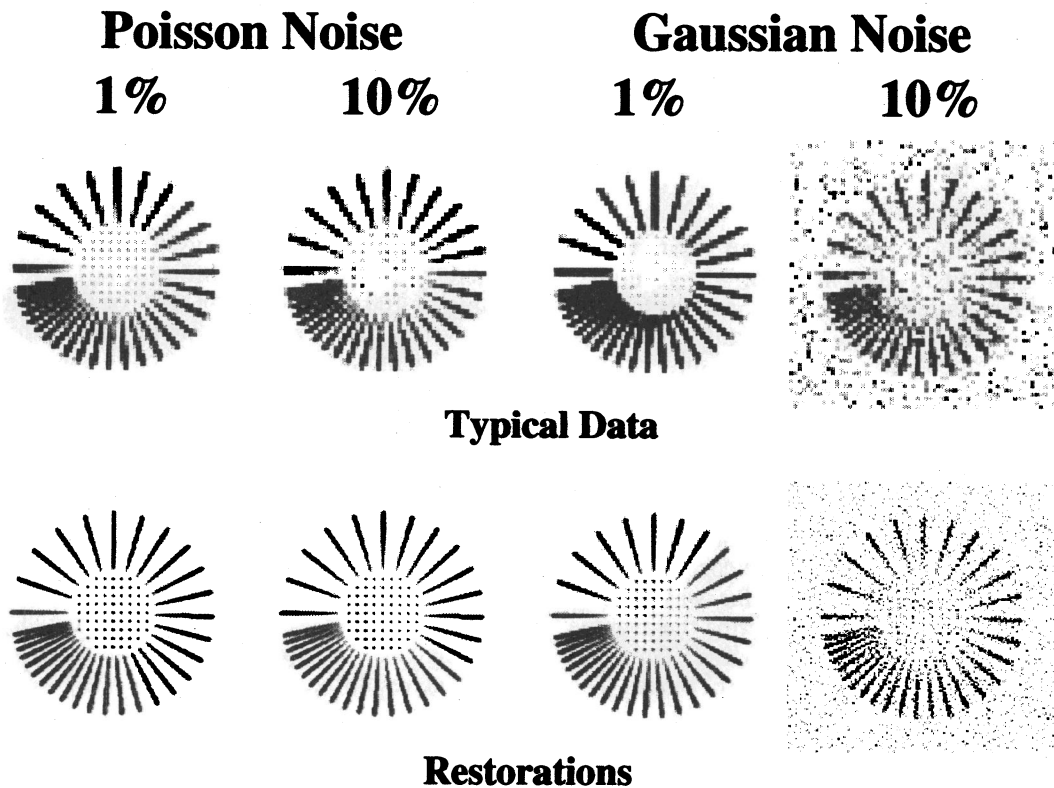 Poisson Noise Gaussian Noise
1% 10% 1% 10%
Typical Data
Restorations